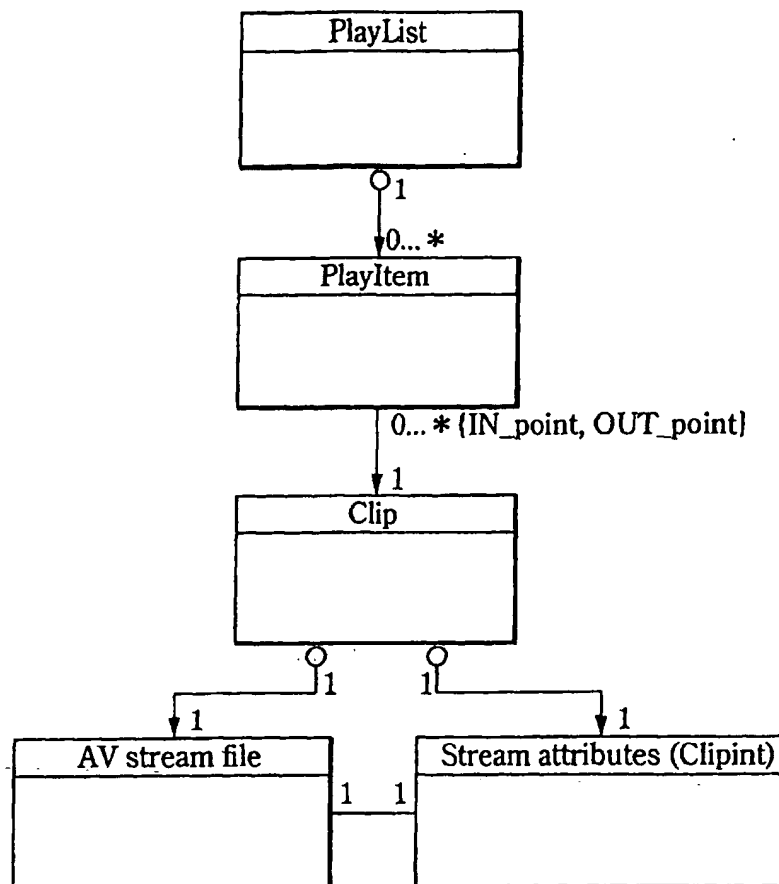 PlayList
1
0... *
PlayItem
0... * {IN_point, OUT_point}
1
Clip
1 1
1 1
AV stream file Stream attributes (Clipint)
1 1